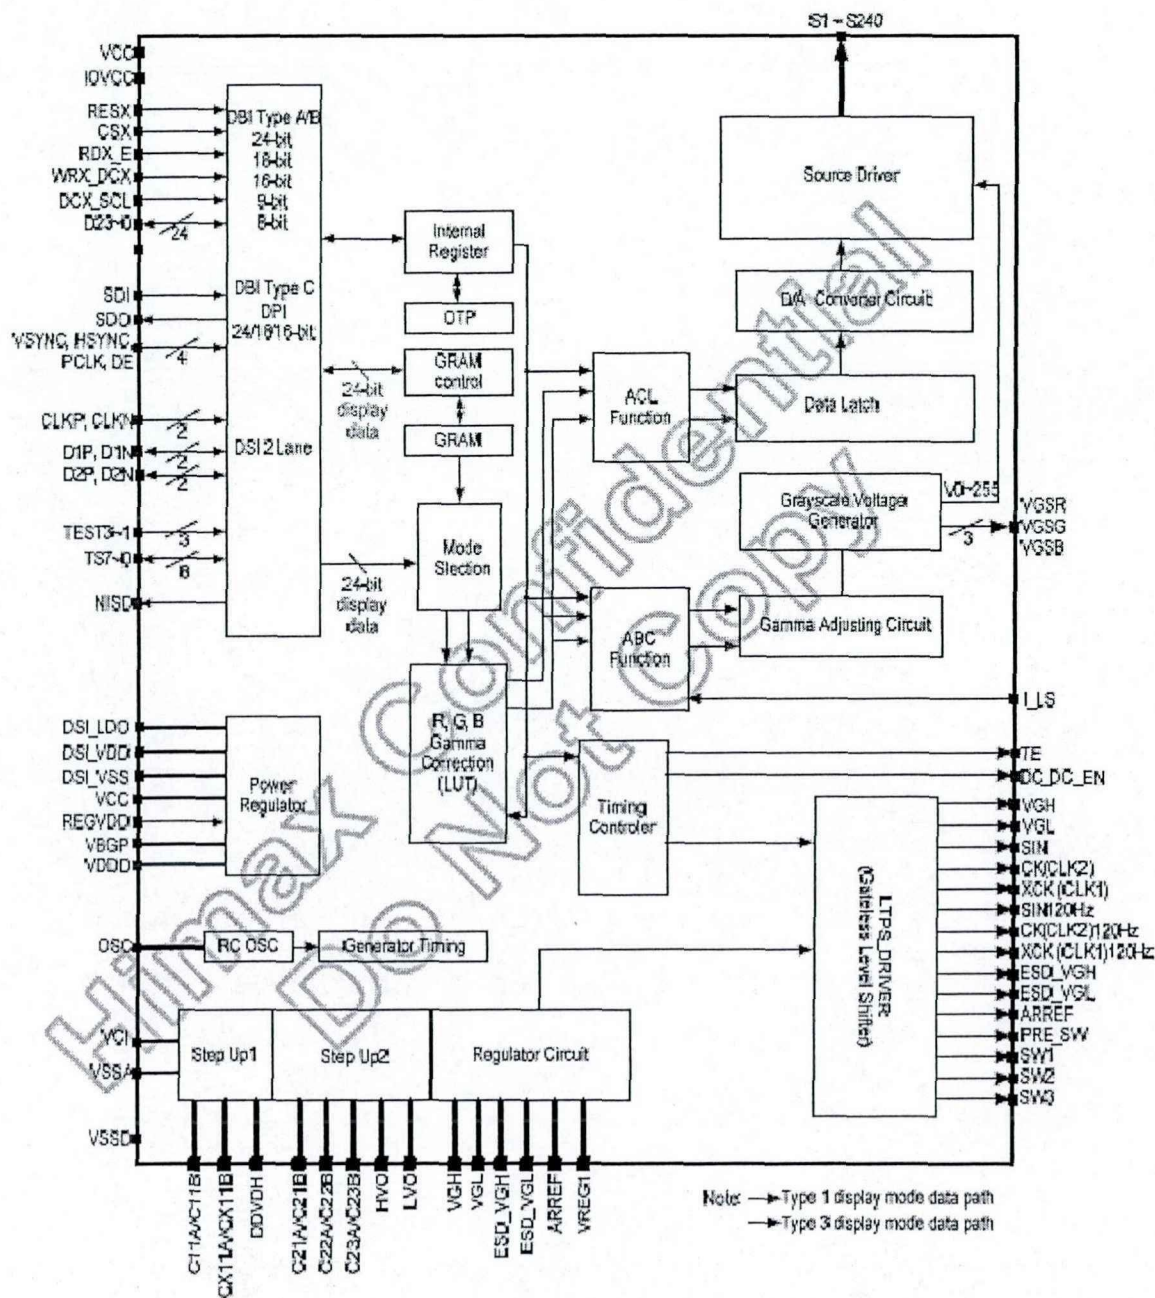 S1~S240
VCC
IOVCC
RESX
CSX
RDX_E
WRX_DCX
DCX_SCL
D23~0
24
SDI
SDO
VSYNC, HSYNC,
PCLK, DE
4
CLKP, CLKN
2
D1P, D1N
2
D2P, D2N
2
TEST3~1
3
TS7~0
8
NISD
DBI Type A/B
24-bit
18-bit
16-bit
9-bit
8-bit
DBI Type C
DPI
24/18/16-bit
DSI 2 Lane
Internal
Register
OTP
GRAM
control
24-bit
display
data
GRAM
Mode
Slection
24-bit
display
data
R, G, B
Gamma
Correction
(LUT)
Source Driver
D/A Converter Circuit
ACL
Function
Data Latch
Grayscale Voltage
Generator
V0~255
3
VGSR
VGSG
VGSB
ABC
Function
Gamma Adjusting Circuit
I_LS
DSI_LDO
DSI_VDD
DSI_VSS
VCC
REGVDD
VBGP
VDDD
Power
Regulator
Timing
Controler
TE
DC_DC_EN
LTPS_DRIVER
(Gateless Level Shifter)
VGH
VGL
SIN
CK(CLK2)
XCK (CLK1)
SIN120Hz
CK(CLK2)120Hz
XCK (CLK1)120Hz
ESD_VGH
ESD_VGL
ARREF
PRE_SW
SW1
SW2
SW3
OSC
RC OSC
Generator Timing
VCI
VSSA
VSSD
Step Up1
Step Up2
Regulator Circuit
C11A/C11B
CX11A/CX11B
DDVDH
C21A/C21B
C22A/C22B
C23A/C23B
HVO
LVO
VGH
VGL
ESD_VGH
ESD_VGL
ARREF
VREG1
Note: Type 1 display mode data path
Type 3 display mode data path
Himax Confidential
Do Not Copy